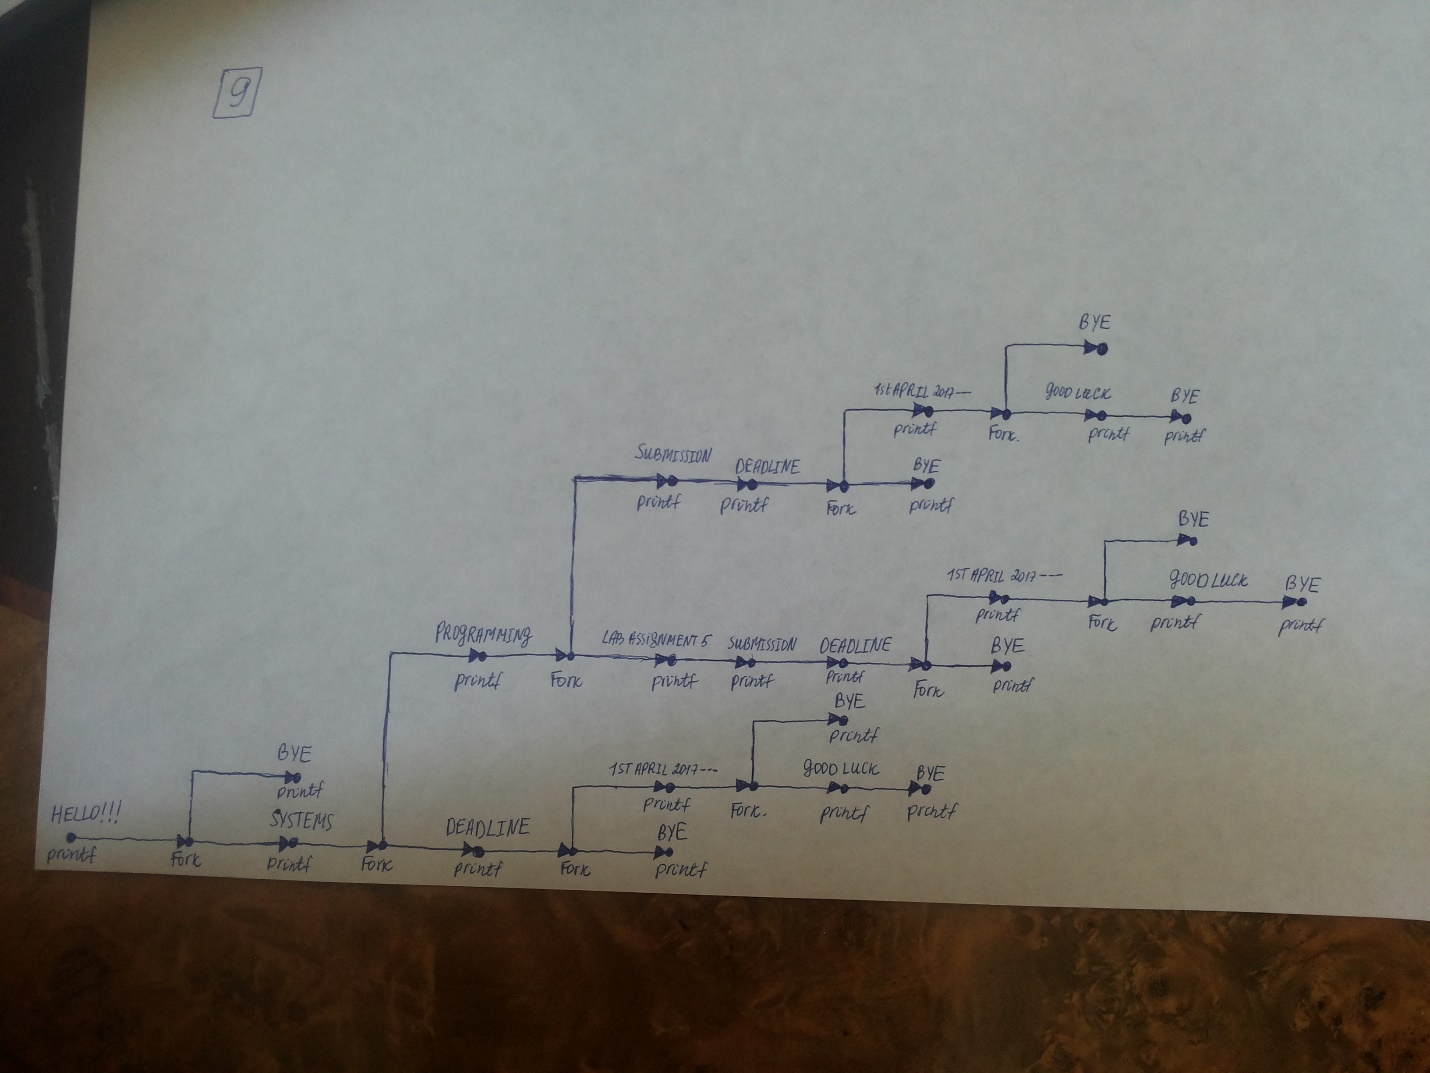 9
BYE
1st APRIL 2017---
GOOD LUCK
BYE
printf
Fork.
printf
printf
SUBMISSION
DEADLINE
BYE
printf
printf
Fork
printf
BYE
1ST APRIL 2017---
GOOD LUCK
BYE
printf
Fork
printf
printf
PROGRAMMING
LAB ASSIGNMENT 5
SUBMISSION
DEADLINE
BYE
printf
Fork
printf
printf
printf
Fork
printf
BYE
printf
BYE
printf
1ST APRIL 2017---
GOOD LUCK
BYE
printf
Fork.
printf
printf
HELLO!!!
SYSTEMS
DEADLINE
BYE
printf
Fork
printf
Fork
printf
Fork
printf